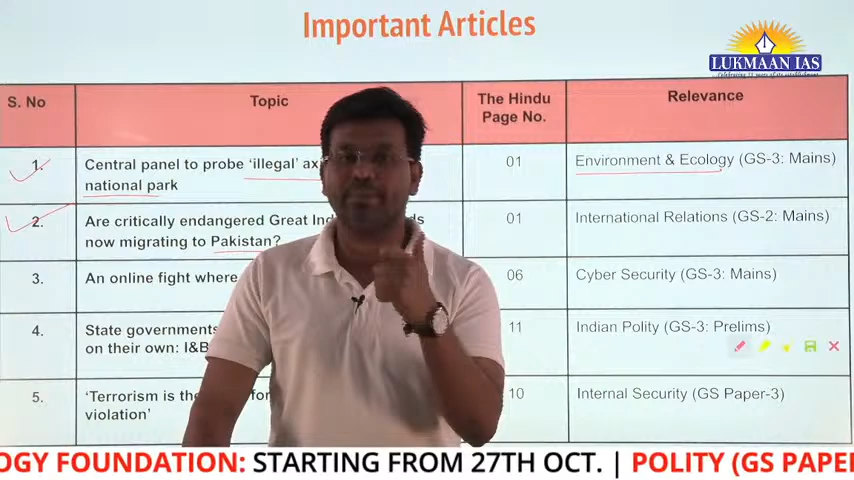 Important Articles
LUKMAAN IAS
S. No
Topic
The Hindu
Page No.
Relevance
1.
Central panel to probe ‘illegal’
national park
01
Environment & Ecology (GS-3: Mains)
2.
Are critically endangered Great
now migrating to Pakistan?
01
International Relations (GS-2: Mains)
3.
An online fight where
06
Cyber Security (GS-3: Mains)
4.
State governments
on their own: I&B
11
Indian Polity (GS-3: Prelims)
5.
‘Terrorism is the
violation’
10
Internal Security (GS Paper-3)
OGY FOUNDATION: STARTING FROM 27TH OCT. | POLITY (GS PAPE